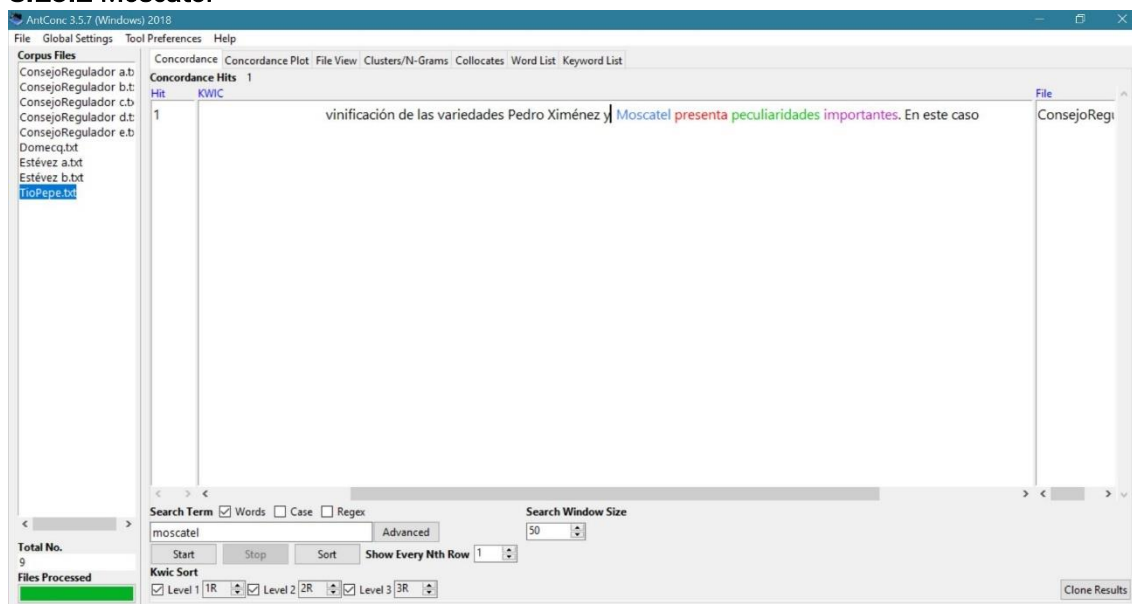 AntConc 3.5.7 (Windows) 2018
File Global Settings Tool Preferences Help
Corpus Files
ConsejoRegulador a.t
ConsejoRegulador b.t
ConsejoRegulador c.t
ConsejoRegulador d.t
ConsejoRegulador e.t
Domecq.txt
Estévez a.txt
Estévez b.txt
TioPepe.txt
Total No.
9
Files Processed
Concordance Concordance Plot File View Clusters/N-Grams Collocates Word List Keyword List
Concordance Hits 1
Hit KWIC File
1 vinificación de las variedades Pedro Ximénez y Moscatel presenta peculiaridades importantes. En este caso ConsejoRegu
Search Term Words Case Regex Search Window Size
moscatel Advanced 50
Start Stop Sort Show Every Nth Row 1
Kwic Sort
Level 1 1R Level 2 2R Level 3 3R Clone Results